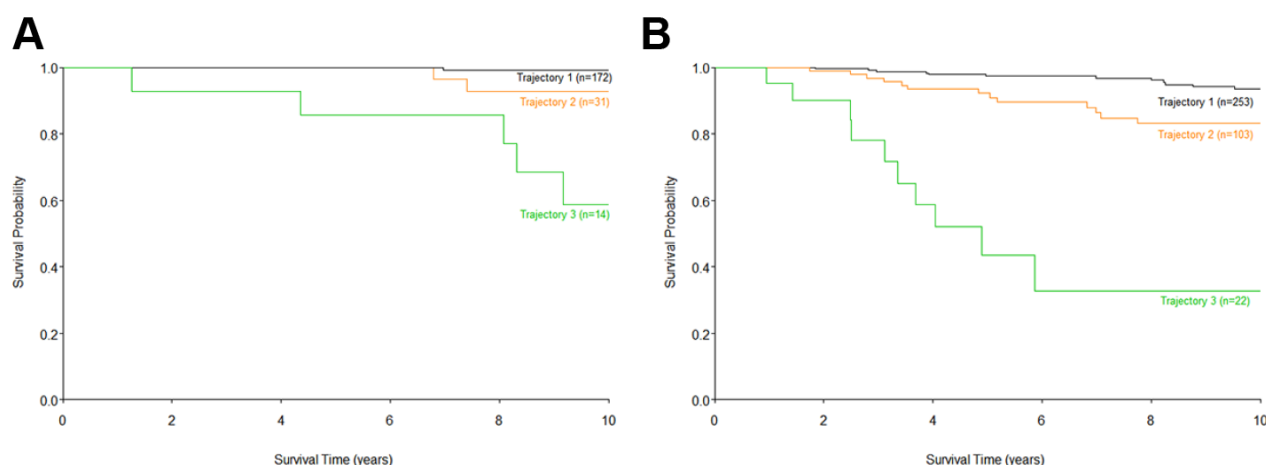 A
1.0
0.8
0.6
0.4
0.2
0.0
Survival Probability
Trajectory 1 (n=172)
Trajectory 2 (n=31)
Trajectory 3 (n=14)
0 2 4 6 8 10
Survival Time (years)
B
1.0
0.8
0.6
0.4
0.2
0.0
Survival Probability
Trajectory 1 (n=253)
Trajectory 2 (n=103)
Trajectory 3 (n=22)
0 2 4 6 8 10
Survival Time (years)